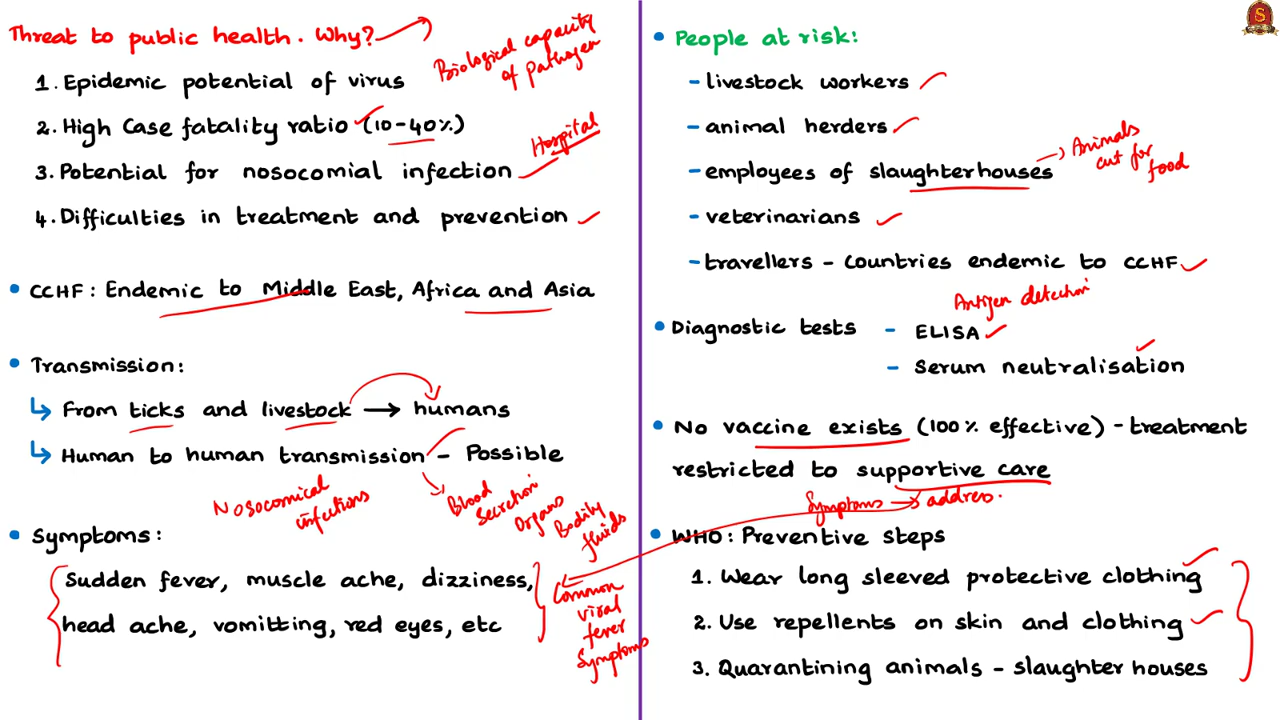 Threat to public health. Why?
Biological capacity
of pathogen
1. Epidemic potential of virus
2. High Case fatality ratio (10-40%)
Hospital
3. Potential for nosocomial infection
4. Difficulties in treatment and prevention
• CCHF: Endemic to Middle East, Africa and Asia
• Transmission:
↳ From ticks and livestock → humans
↳ Human to human transmission - Possible
Nosocomical
infections
Blood
Secretion
Organs
Bodily
fluids
• Symptoms:
Sudden fever, muscle ache, dizziness,
head ache, vomitting, red eyes, etc
Common
viral
fever
Symptoms
• People at risk:
- livestock workers
- animal herders
- employees of slaughterhouses
Animals
cut for
food
- veterinarians
- travellers - countries endemic to CCHF
Antigen detection
• Diagnostic tests - ELISA
- Serum neutralisation
• No vaccine exists (100% effective) - treatment
restricted to supportive care
Symptoms → address.
• WHO: Preventive steps
1. Wear long sleeved protective clothing
2. Use repellents on skin and clothing
3. Quarantining animals - slaughter houses
S